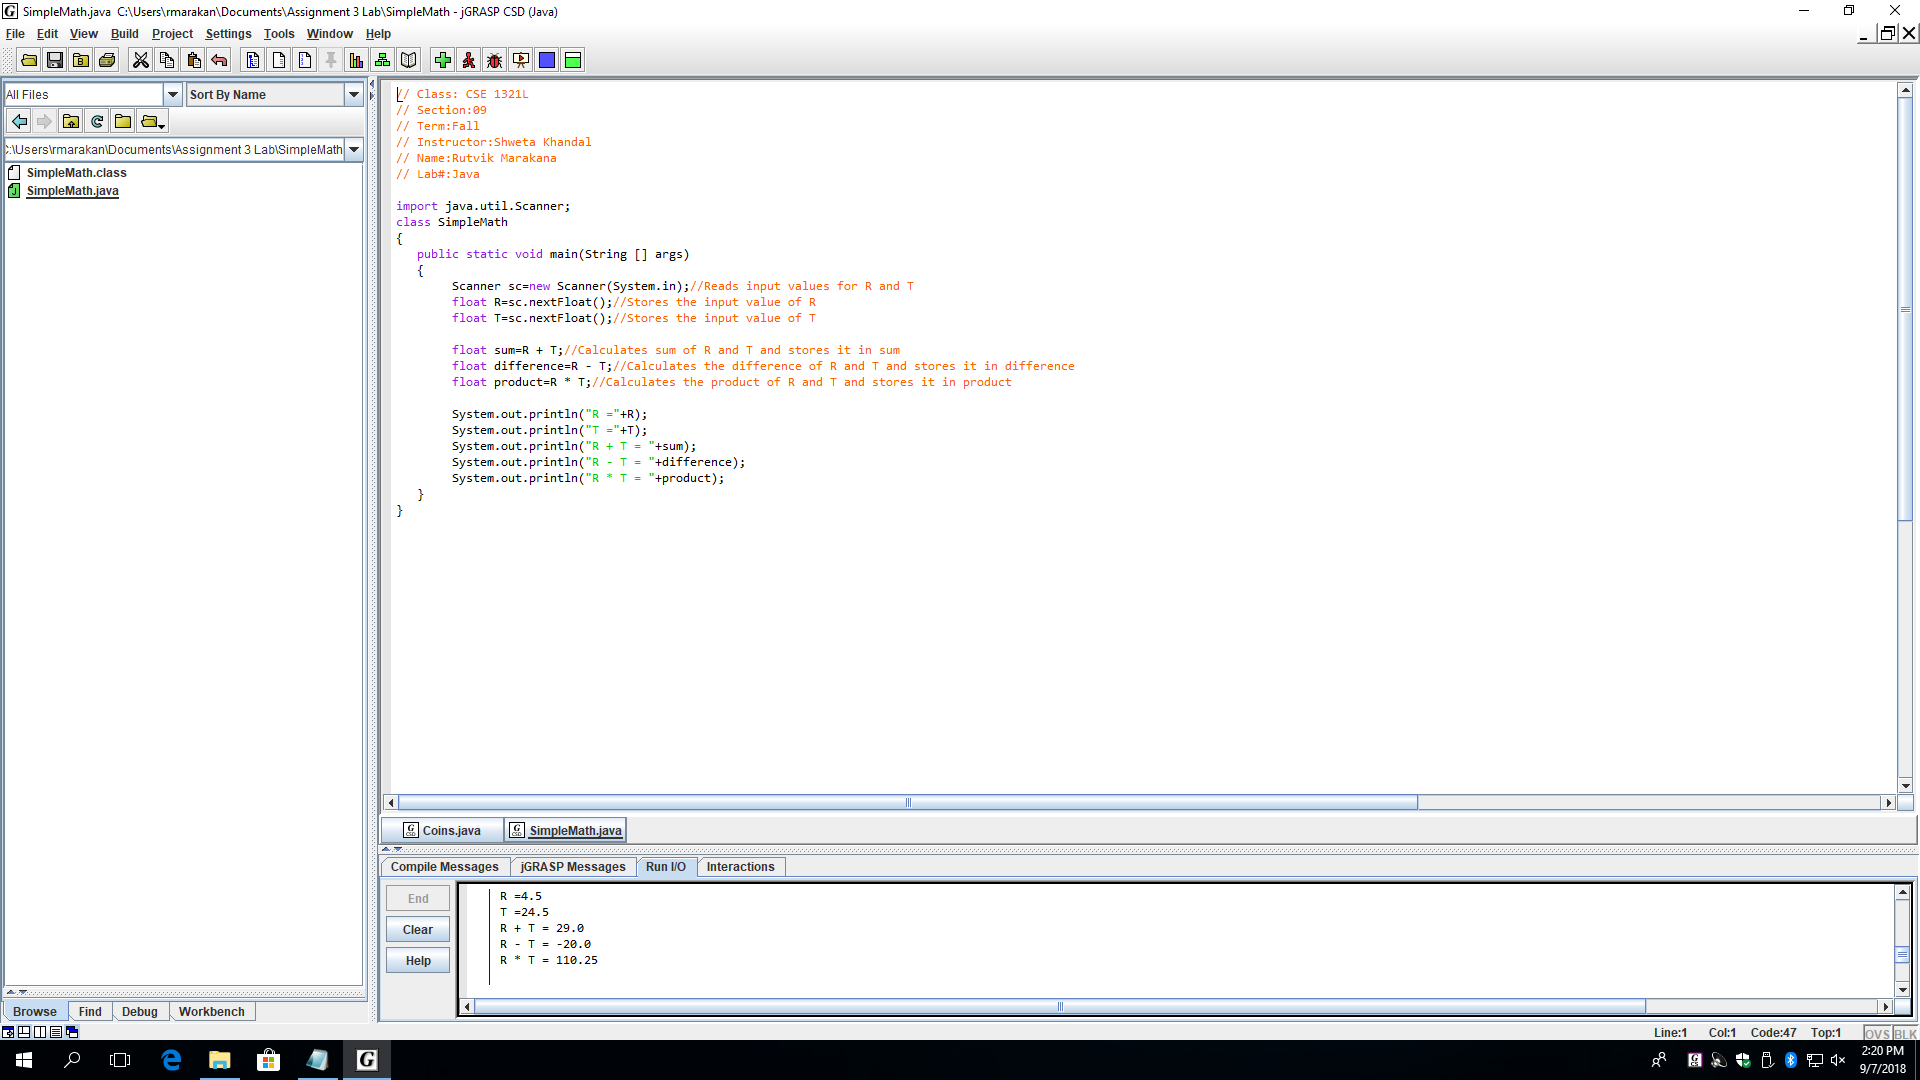 SimpleMath.java  C:\Users\rmarakan\Documents\Assignment 3 Lab\SimpleMath - jGRASP CSD (Java)
File Edit View Build Project Settings Tools Window Help
All Files Sort By Name
C:\Users\rmarakan\Documents\Assignment 3 Lab\SimpleMath
SimpleMath.class
SimpleMath.java
// Class: CSE 1321L
// Section:09
// Term:Fall
// Instructor:Shweta Khandal
// Name:Rutvik Marakana
// Lab#:Java
import java.util.Scanner;
class SimpleMath
{
public static void main(String [] args)
{
Scanner sc=new Scanner(System.in);//Reads input values for R and T
float R=sc.nextFloat();//Stores the input value of R
float T=sc.nextFloat();//Stores the input value of T
float sum=R + T;//Calculates sum of R and T and stores it in sum
float difference=R - T;//Calculates the difference of R and T and stores it in difference
float product=R * T;//Calculates the product of R and T and stores it in product
System.out.println("R ="+R);
System.out.println("T ="+T);
System.out.println("R + T = "+sum);
System.out.println("R - T = "+difference);
System.out.println("R * T = "+product);
}
}
Coins.java SimpleMath.java
Compile Messages jGRASP Messages Run I/O Interactions
End
Clear
Help
R =4.5
T =24.5
R + T = 29.0
R - T = -20.0
R * T = 110.25
Browse Find Debug Workbench
Line:1 Col:1 Code:47 Top:1 OVS BLK
2:20 PM
9/7/2018